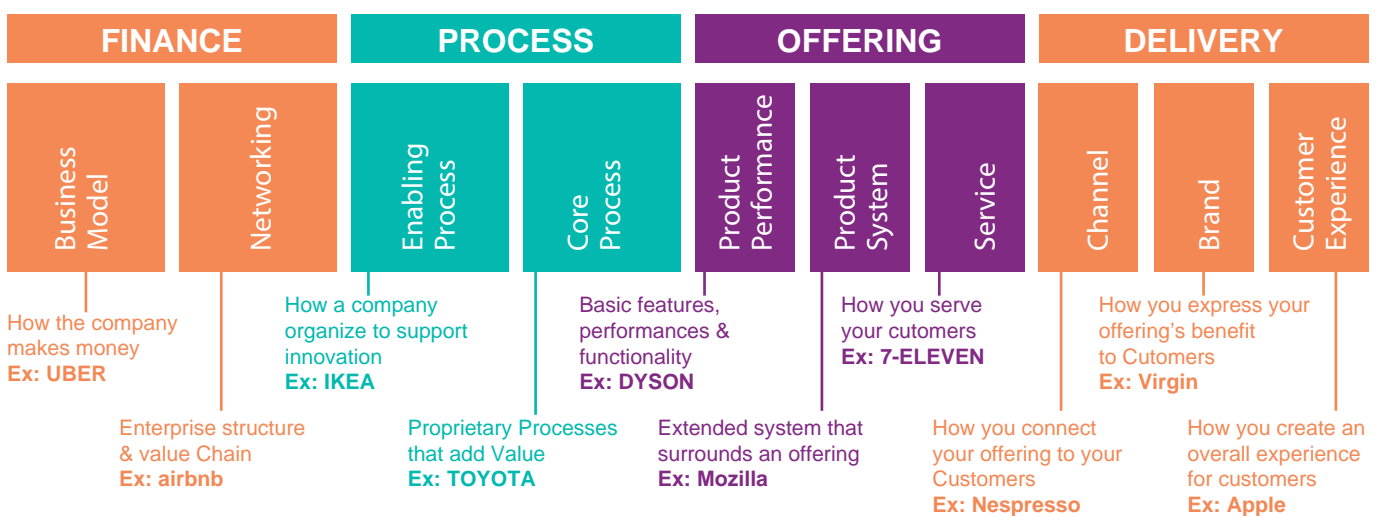 FINANCE
PROCESS
OFFERING
DELIVERY
Business
Model
Networking
Enabling
Process
Core
Process
Product
Performance
Product
System
Service
Channel
Brand
Customer
Experience
How the company
makes money
Ex: UBER
Enterprise structure
& value Chain
Ex: airbnb
How a company
organize to support
innovation
Ex: IKEA
Proprietary Processes
that add Value
Ex: TOYOTA
Basic features,
performances &
functionality
Ex: DYSON
Extended system that
surrounds an offering
Ex: Mozilla
How you serve
your cutomers
Ex: 7-ELEVEN
How you connect
your offering to your
Customers
Ex: Nespresso
How you express your
offering’s benefit
to Cutomers
Ex: Virgin
How you create an
overall experience
for customers
Ex: Apple